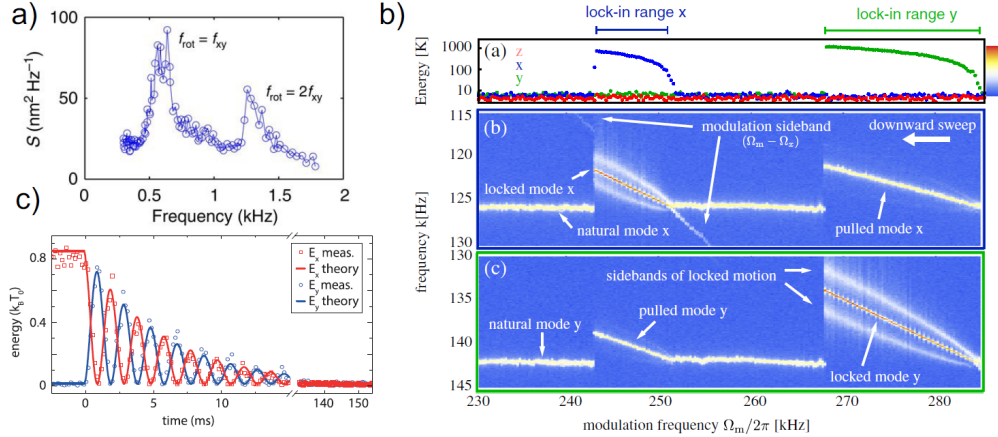 a)
100
50
0
S (nm² Hz⁻¹)
f_rot = f_xy
f_rot = 2f_xy
0 0.5 1 1.5 2
Frequency (kHz)
b)
lock-in range x
lock-in range y
(a)
Energy [K]
1000
100
10
z
x
y
(b)
115
120
125
130
modulation sideband
(Ω_m − Ω_x)
downward sweep
locked mode x
natural mode x
pulled mode x
frequency k[Hz]
(c)
130
135
140
145
sidebands of locked motion
natural mode y
pulled mode y
locked mode y
230 240 250 260 270 280
modulation frequency Ω_m/2π [kHz]
c)
0.8
0.4
0
energy (k_B T_0)
E_x meas.
E_x theory
E_y meas.
E_y theory
0 5 10 140 150
time (ms)